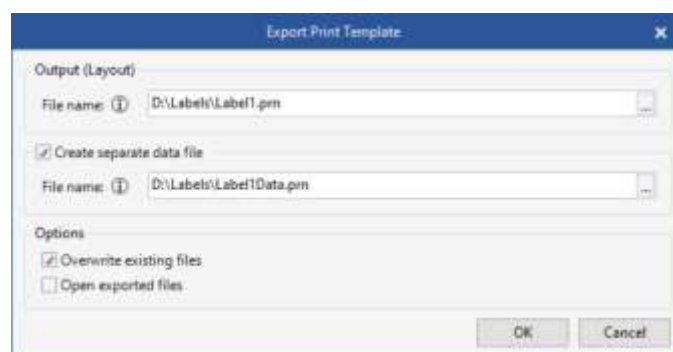 Export Print Template
Output (Layout)
File name: D:\Labels\Label1.prn
...
Create separate data file
File name: D:\Labels\Label1Data.prn
...
Options
Overwrite existing files
Open exported files
OK Cancel